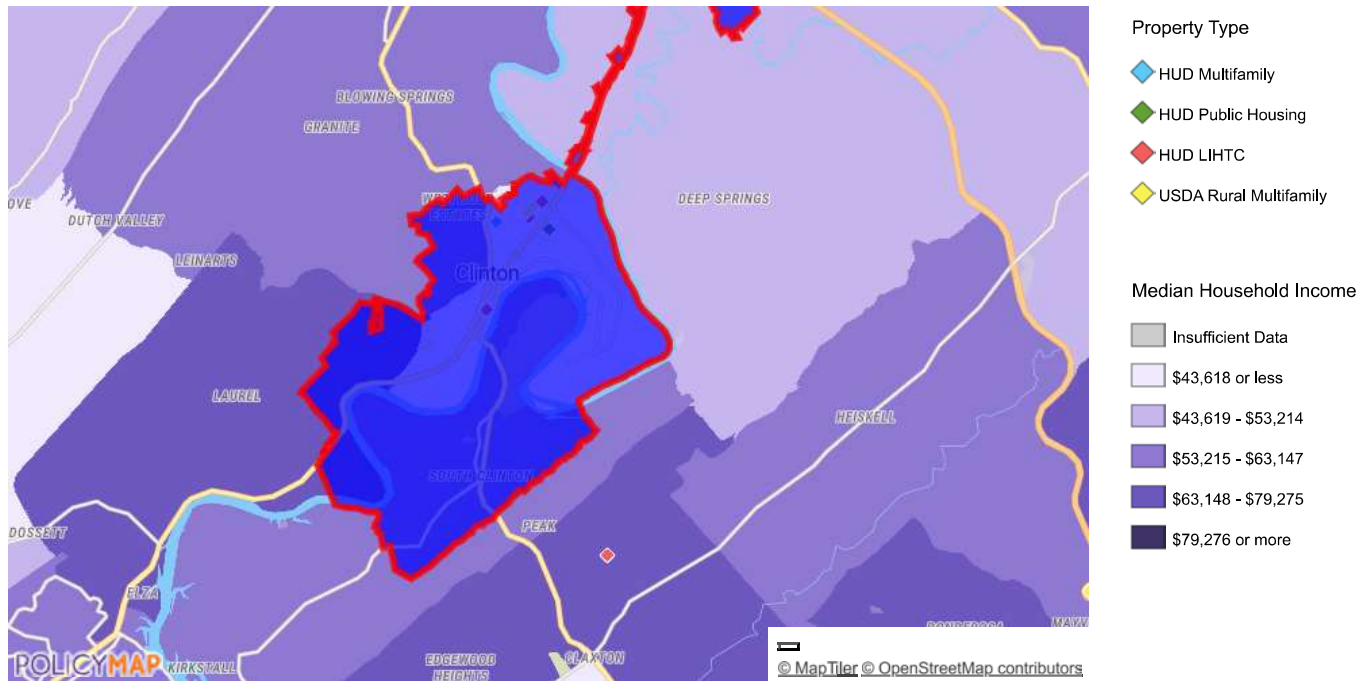 BLOWING SPRINGS
GRANITE
OVE
DUTCH VALLEY
ESTATES
DEEP SPRINGS
LEINARTS
Clinton
LAUREL
HEISKELL
SOUTH CLINTON
DOSSETT
PEAK
ELZA
KIRKSTALL
EDGEWOOD
HEIGHTS
CLAXTON
POLICYMAP
© MapTiler © OpenStreetMap contributors
Property Type
HUD Multifamily
HUD Public Housing
HUD LIHTC
USDA Rural Multifamily
Median Household Income
Insufficient Data
$43,618 or less
$43,619 - $53,214
$53,215 - $63,147
$63,148 - $79,275
$79,276 or more